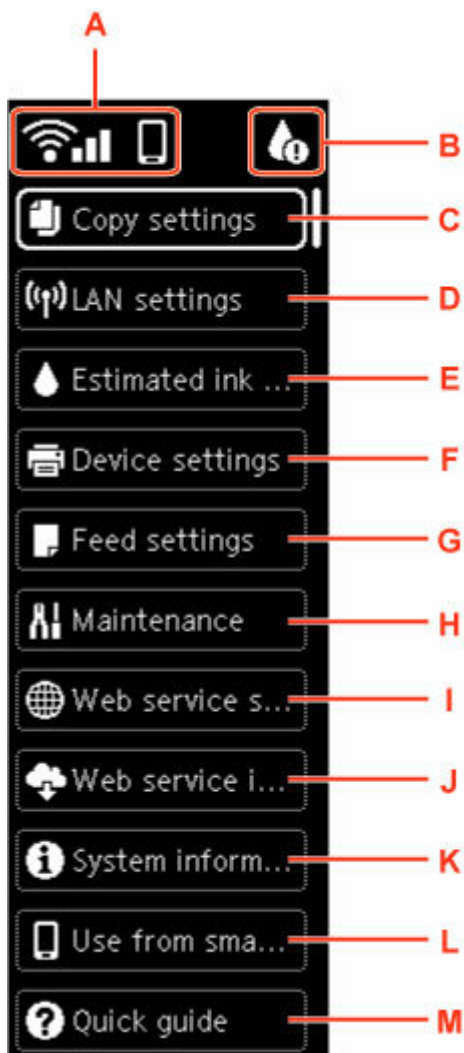 A
B
Copy settings C
LAN settings D
Estimated ink ... E
Device settings F
Feed settings G
Maintenance H
Web service s... I
Web service i... J
System inform... K
Use from sma... L
Quick guide M